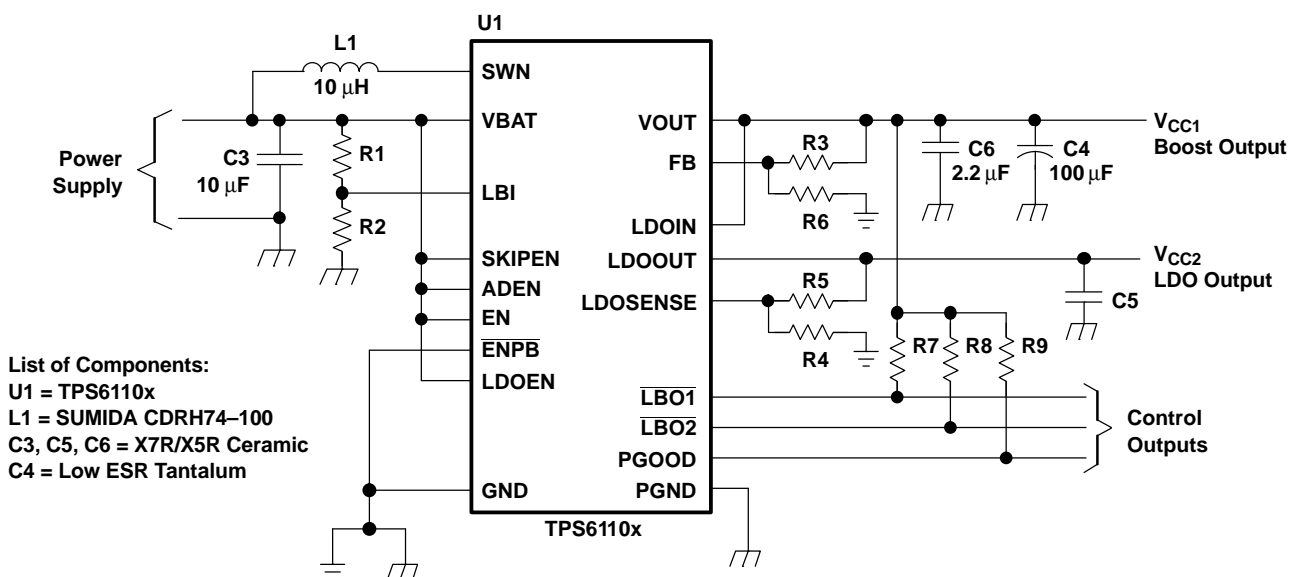 U1
L1
10 μH
SWN
VBAT
Power
Supply
C3
10 μF
R1
LBI
R2
SKIPEN
ADEN
EN
ENPB
LDOEN
GND
VOUT
FB
LDOIN
LDOOUT
LDOSENSE
LBO1
LBO2
PGOOD
PGND
TPS6110x
R3
R6
R5
R4
C6
2.2 μF
C4
100 μF
VCC1
Boost Output
VCC2
LDO Output
C5
R7
R8
R9
Control
Outputs
List of Components:
U1 = TPS6110x
L1 = SUMIDA CDRH74–100
C3, C5, C6 = X7R/X5R Ceramic
C4 = Low ESR Tantalum